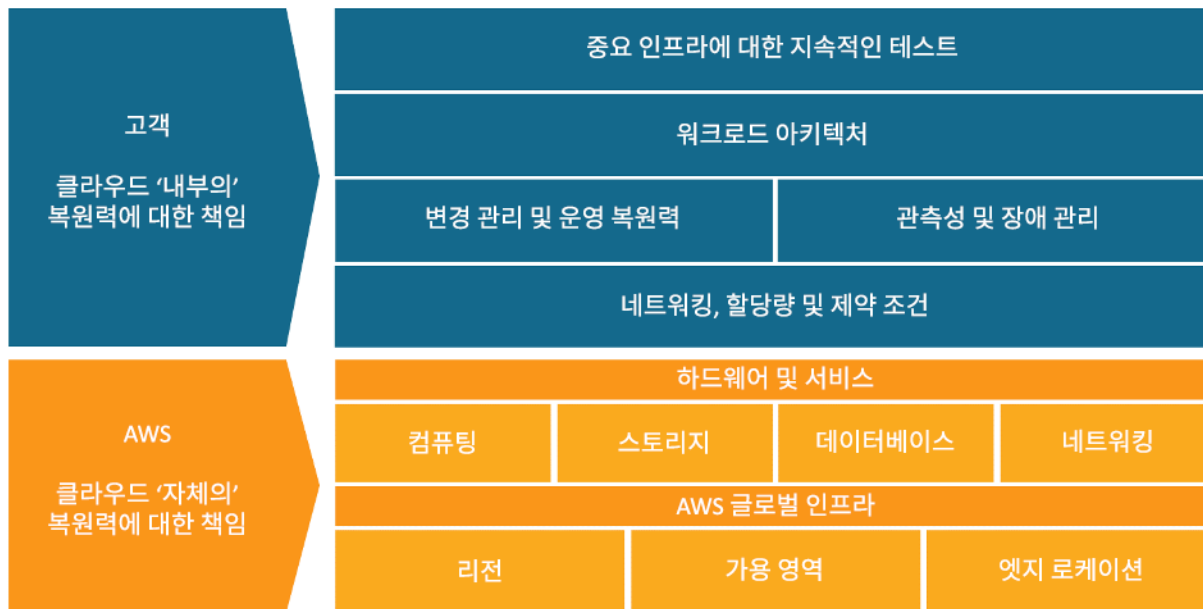 고객
클라우드 ‘내부의’
복원력에 대한 책임
중요 인프라에 대한 지속적인 테스트
워크로드 아키텍처
변경 관리 및 운영 복원력
관측성 및 장애 관리
네트워킹, 할당량 및 제약 조건
AWS
클라우드 ‘자체의’
복원력에 대한 책임
하드웨어 및 서비스
컴퓨팅
스토리지
데이터베이스
네트워킹
AWS 글로벌 인프라
리전
가용 영역
엣지 로케이션